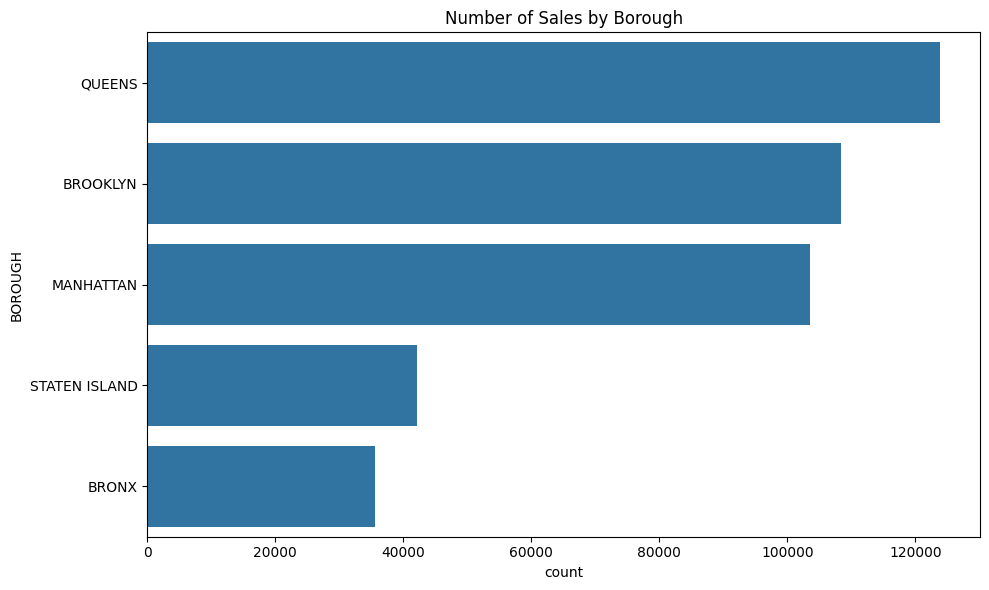 Number of Sales by Borough
BOROUGH
QUEENS
BROOKLYN
MANHATTAN
STATEN ISLAND
BRONX
0 20000 40000 60000 80000 100000 120000
count